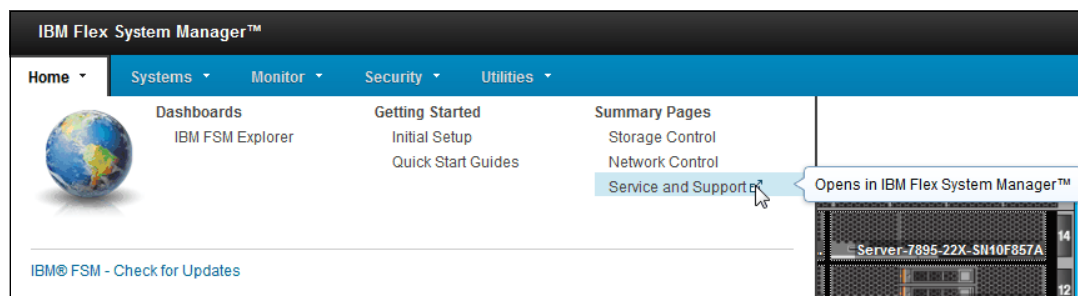 IBM Flex System Manager™
Home Systems Monitor Security Utilities
Dashboards Getting Started Summary Pages
IBM FSM Explorer Initial Setup Storage Control
Quick Start Guides Network Control
Service and Support Opens in IBM Flex System Manager™
14
Server-7895-22X-SN10F857A
IBM® FSM - Check for Updates
12